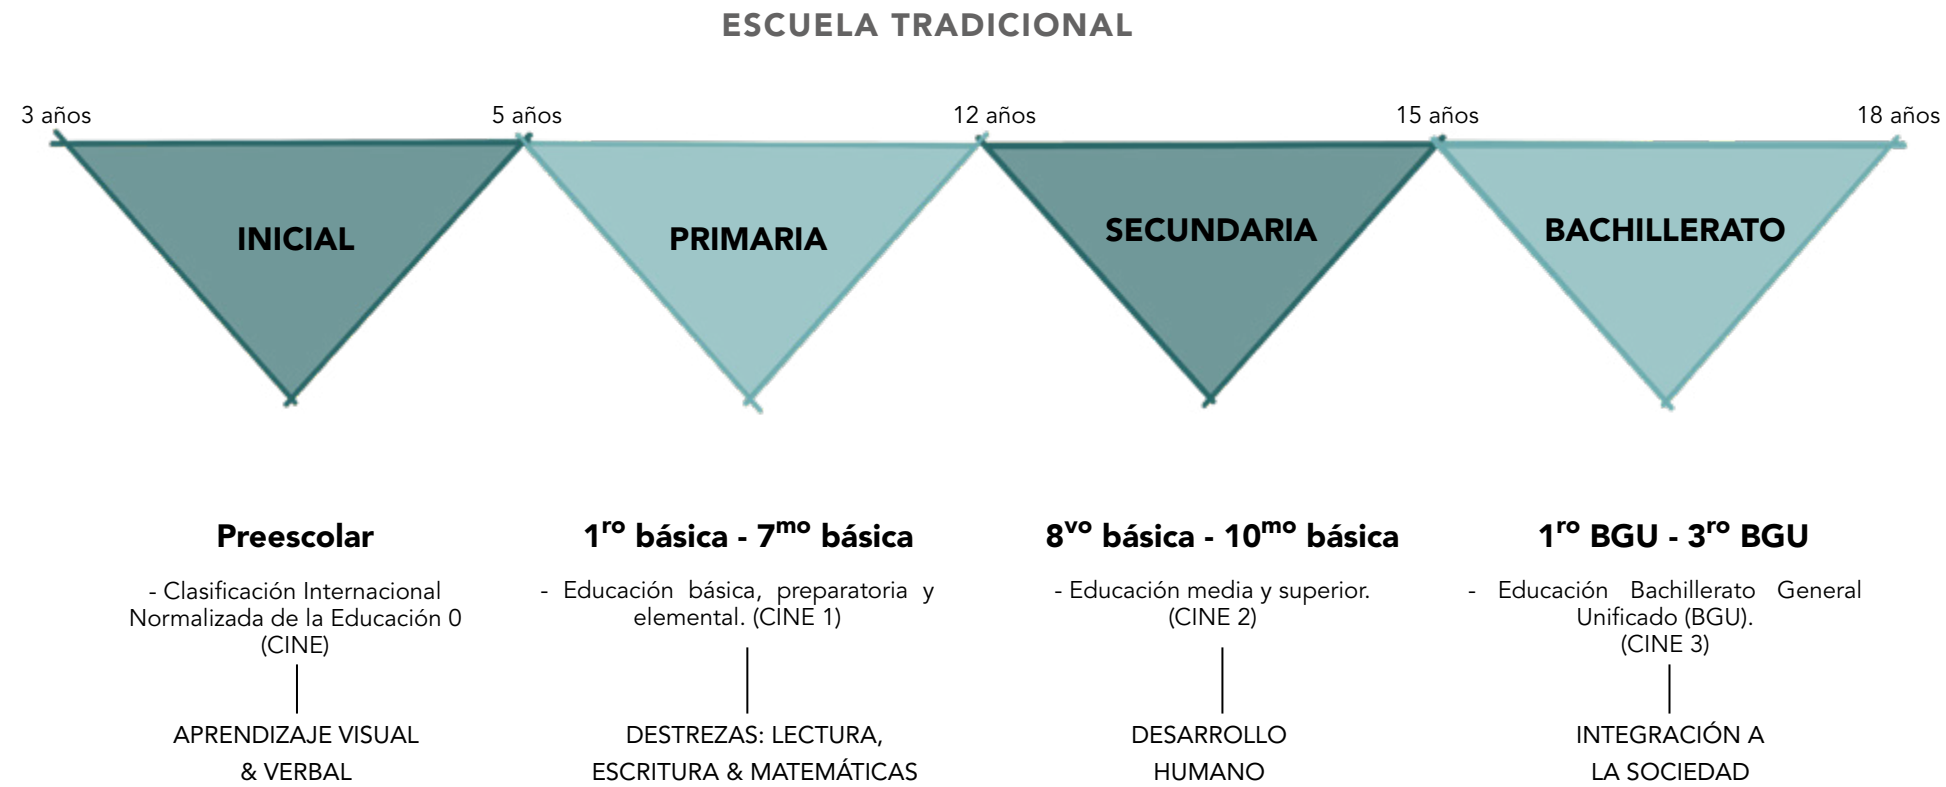 ESCUELA TRADICIONAL
3 años
5 años
12 años
15 años
18 años
INICIAL
PRIMARIA
SECUNDARIA
BACHILLERATO
Preescolar
- Clasificación Internacional
Normalizada de la Educación 0
(CINE)
APRENDIZAJE VISUAL
& VERBAL
1ro básica - 7mo básica
- Educación básica, preparatoria y
elemental. (CINE 1)
DESTREZAS: LECTURA,
ESCRITURA & MATEMÁTICAS
8vo básica - 10mo básica
- Educación media y superior.
(CINE 2)
DESARROLLO
HUMANO
1ro BGU - 3ro BGU
- Educación Bachillerato General
Unificado (BGU).
(CINE 3)
INTEGRACIÓN A
LA SOCIEDAD